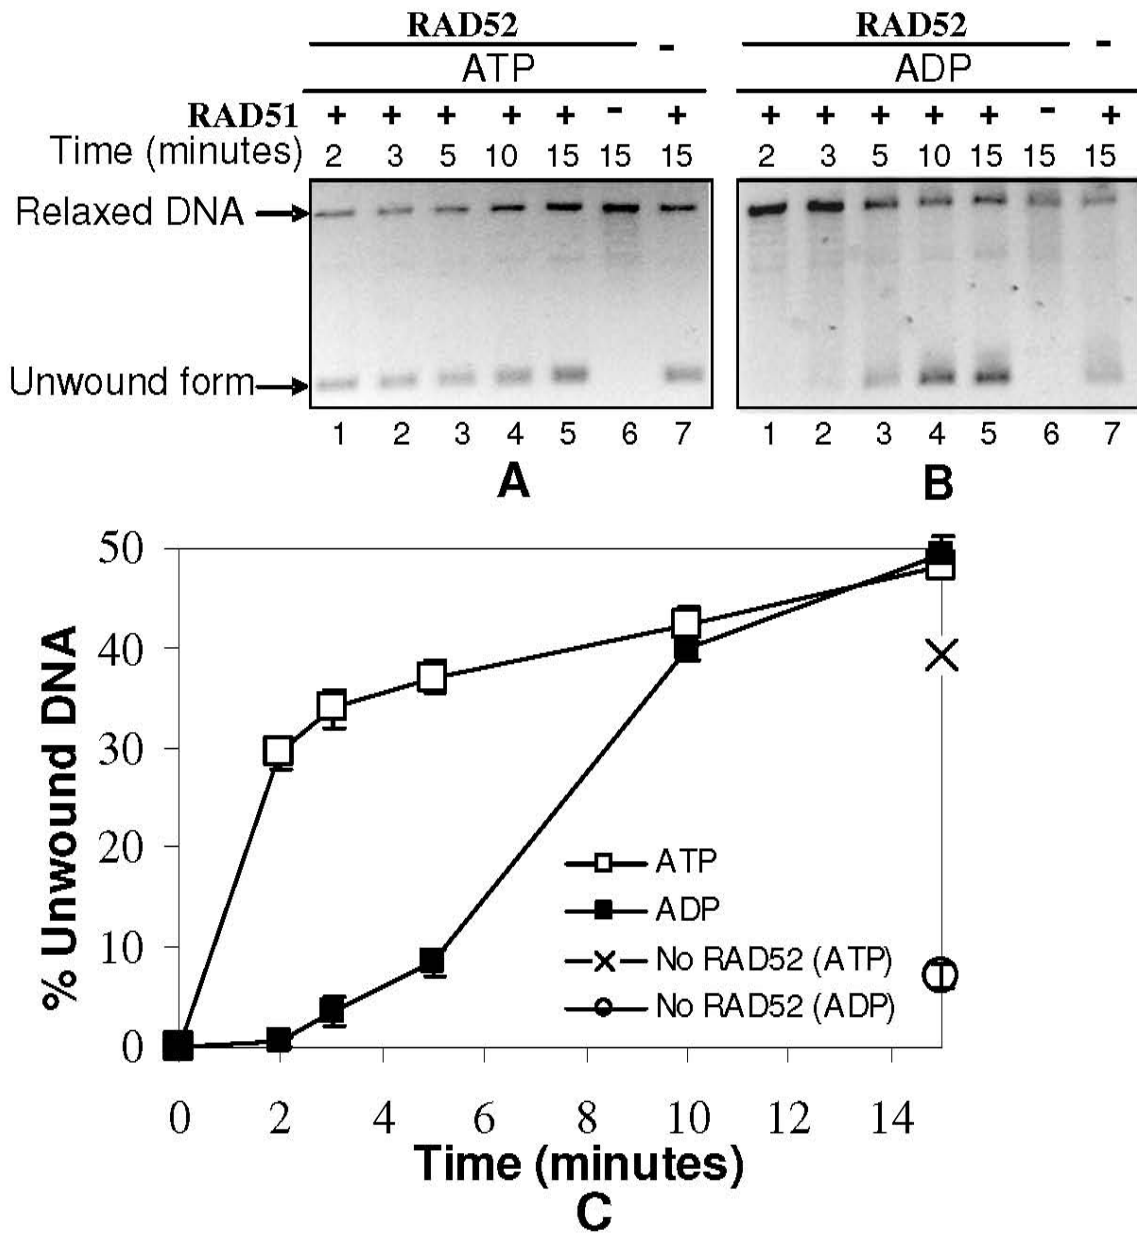 RAD52 - RAD52 -
ATP ADP
RAD51 + + + + + - + + + + + + - +
Time (minutes) 2 3 5 10 15 15 15 2 3 5 10 15 15 15
Relaxed DNA
Unwound form
1 2 3 4 5 6 7 1 2 3 4 5 6 7
A B
50
40
30
20
10
0
% Unwound DNA
ATP
ADP
No RAD52 (ATP)
No RAD52 (ADP)
0 2 4 6 8 10 12 14
Time (minutes)
C